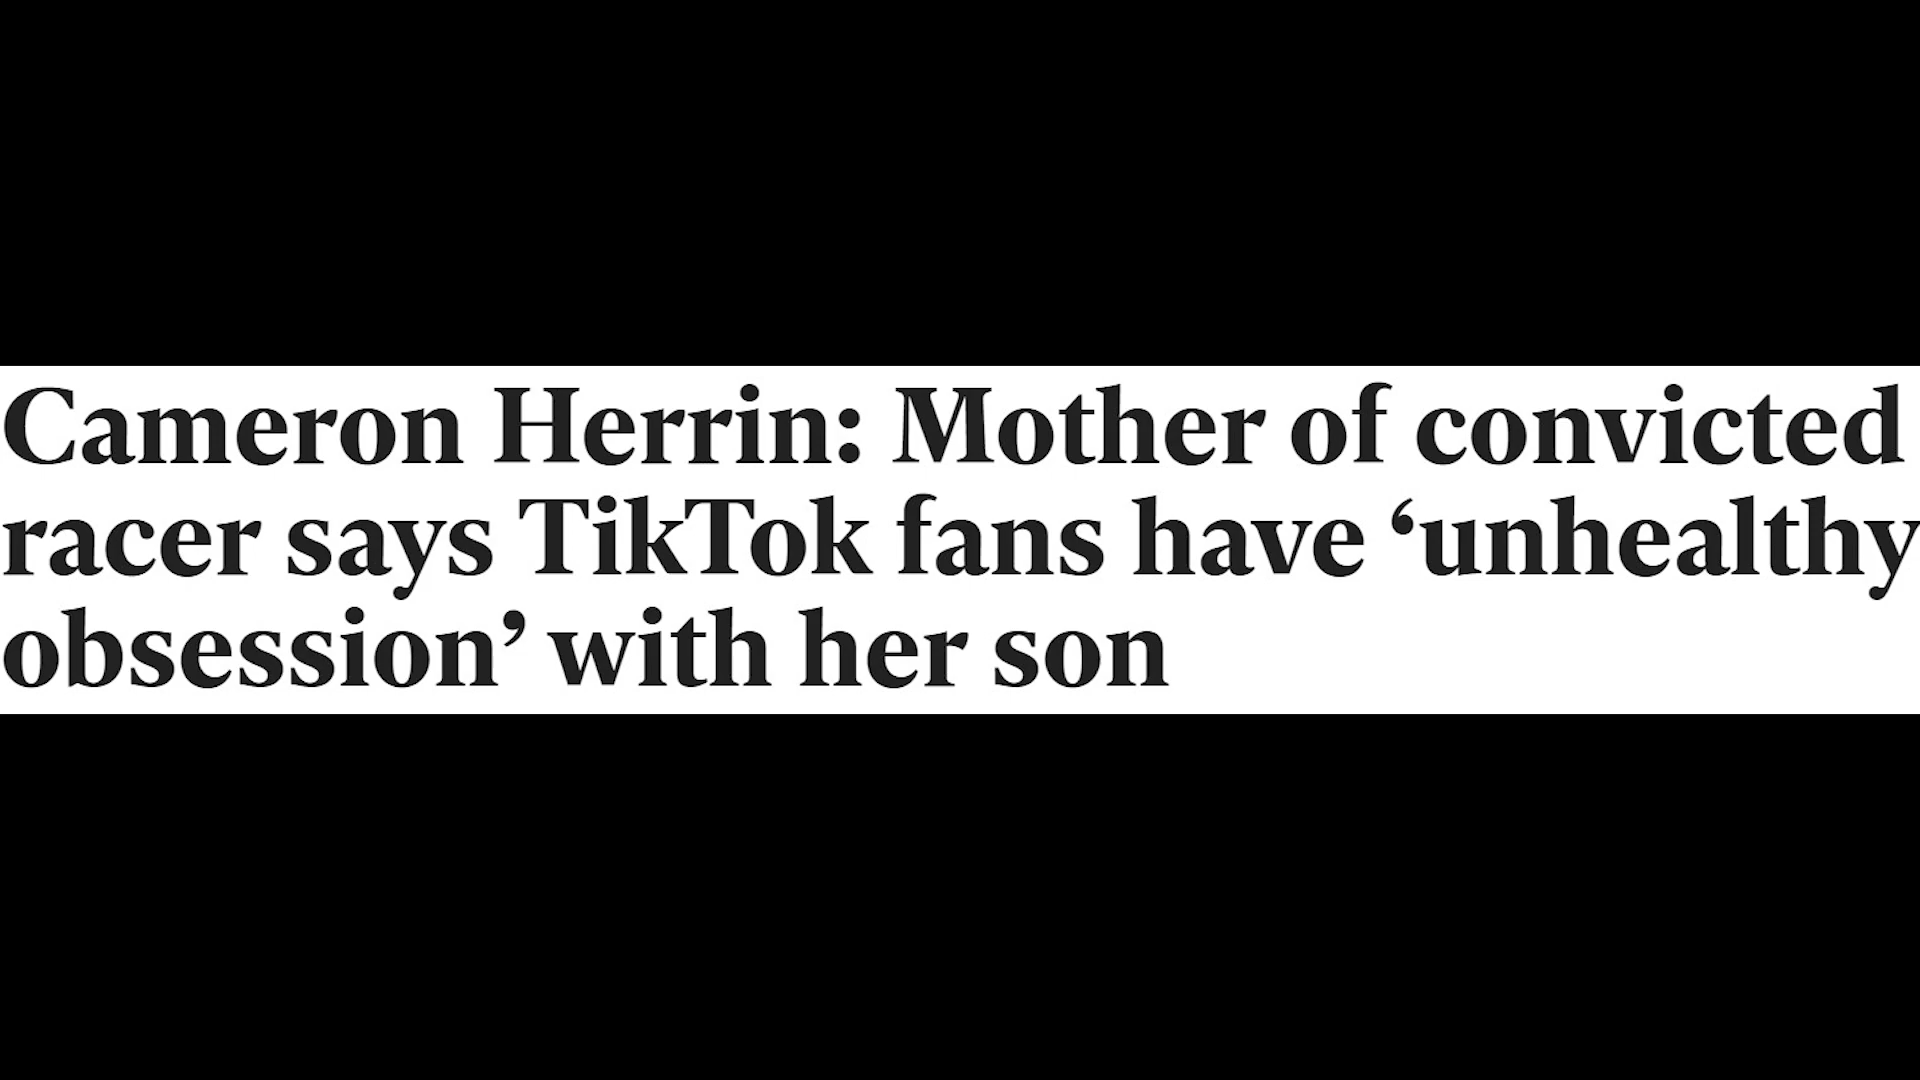 Cameron Herrin: Mother of convicted
racer says TikTok fans have ‘unhealthy
obsession’ with her son